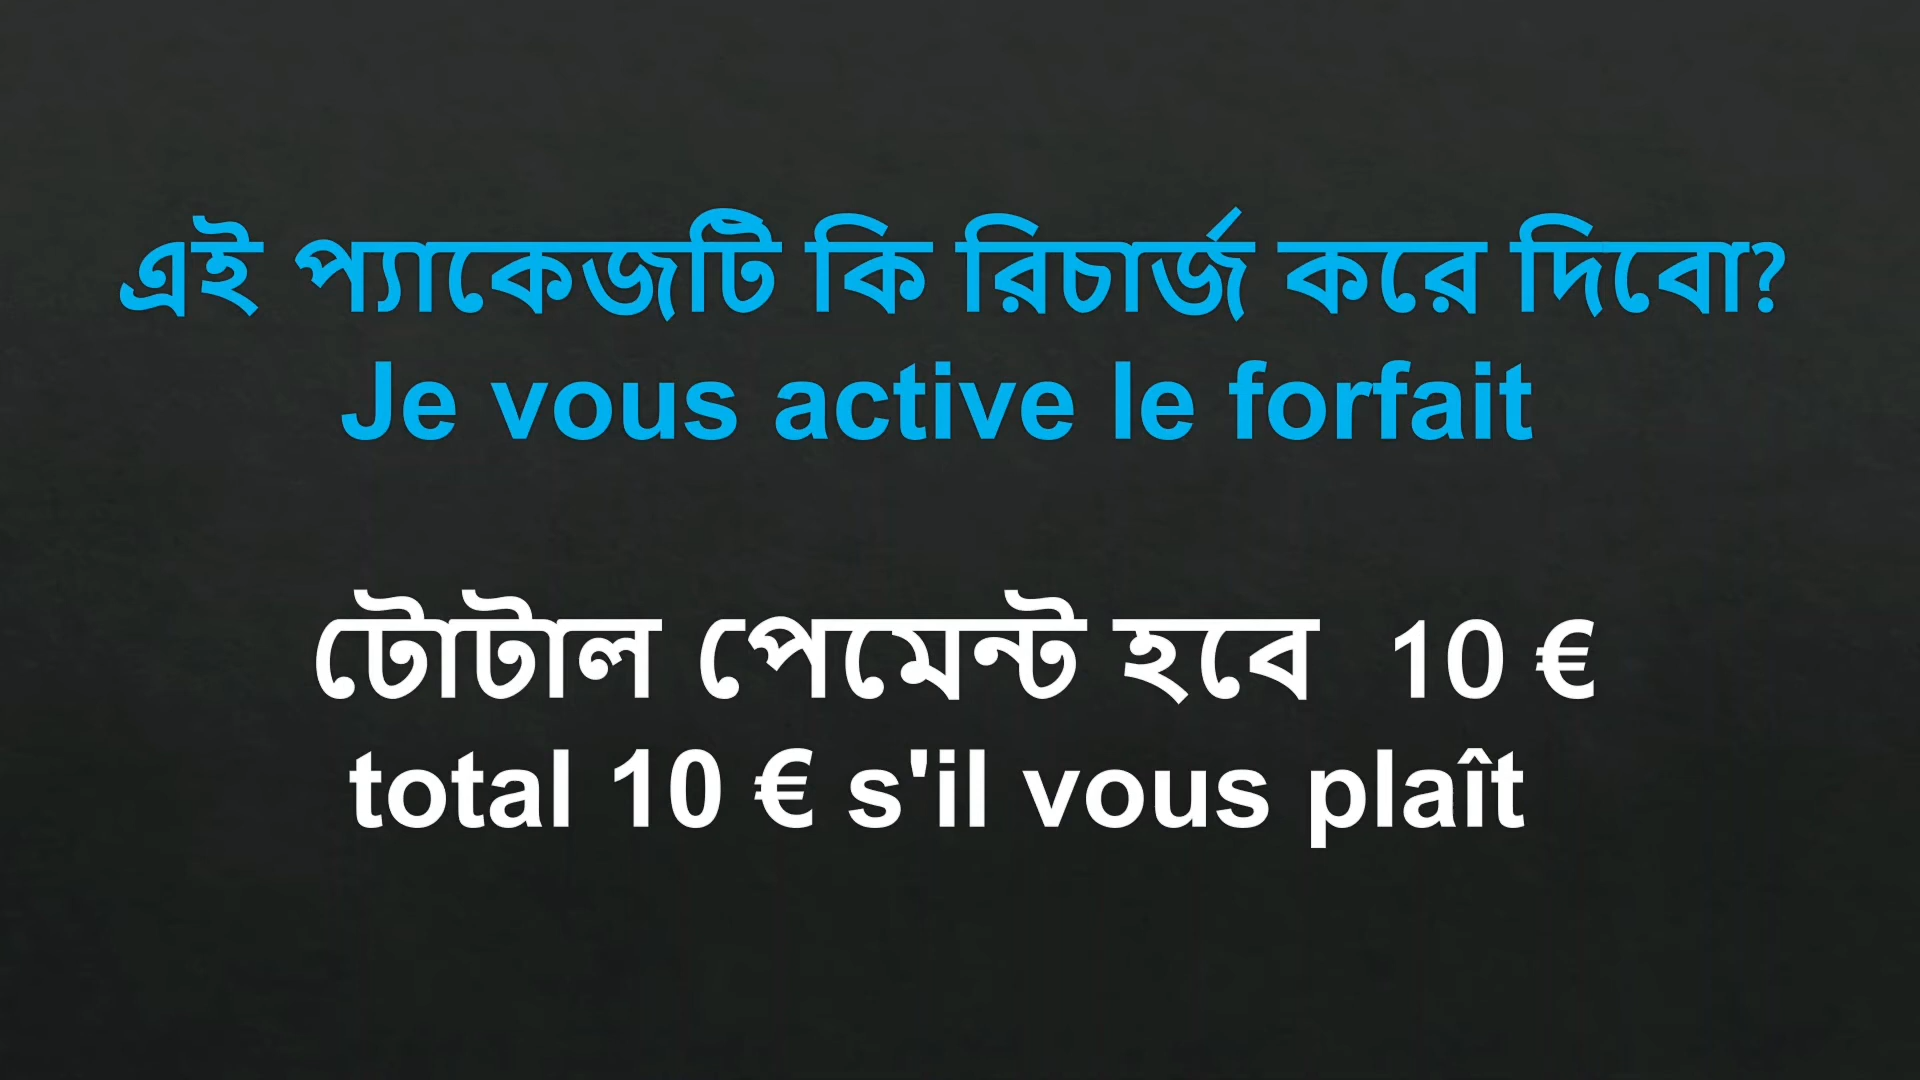 এই প্যাকেজটি কি রিচার্জ করে দিবো?
Je vous active le forfait
টোটাল পেমেন্ট হবে 10 €
total 10 € s'il vous plaît